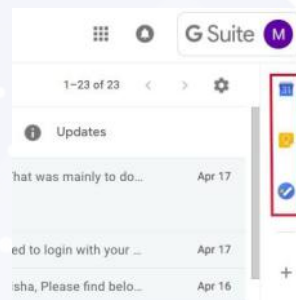 G Suite M
1–23 of 23
Updates
hat was mainly to do... Apr 17
ed to login with your ... Apr 17
sha, Please find belo... Apr 16